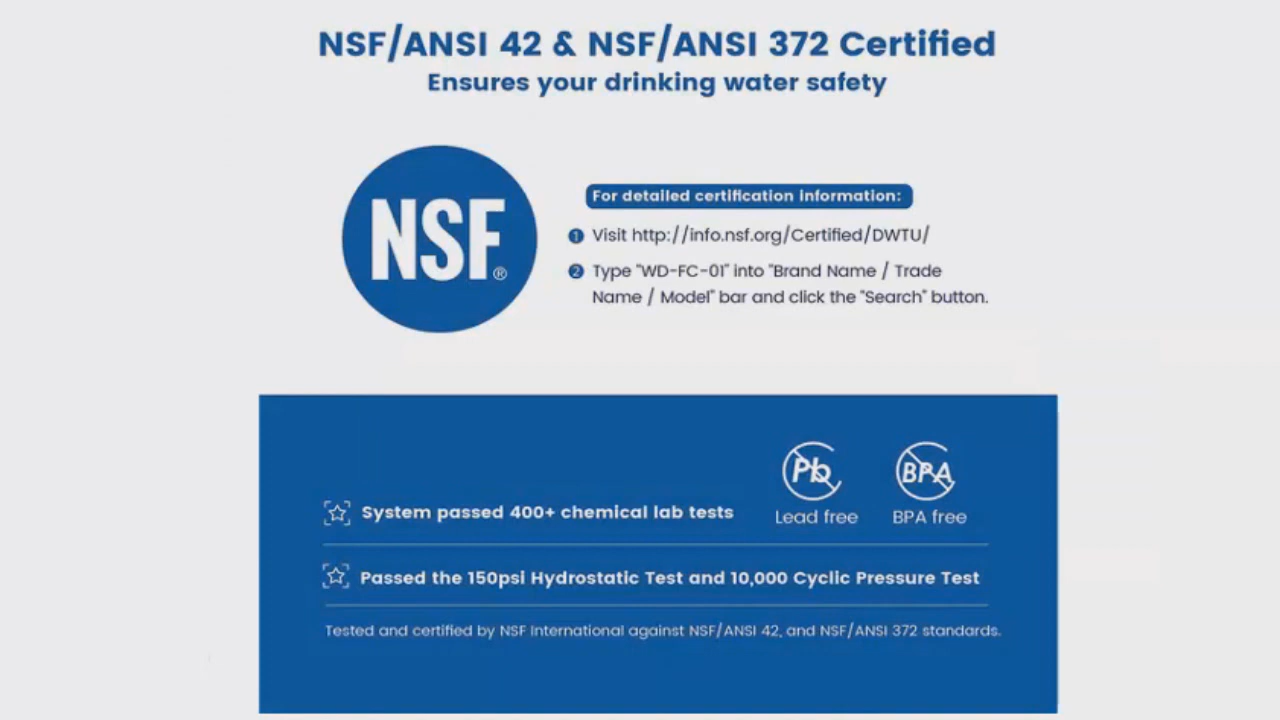 NSF/ANSI 42 & NSF/ANSI 372 Certified
Ensures your drinking water safety
NSF®
For detailed certification information:
1 Visit http://info.nsf.org/Certified/DWTU/
2 Type "WD-FC-01" into "Brand Name / Trade
Name / Model" bar and click the "Search" button.
Pb
BPA
System passed 400+ chemical lab tests
Lead free
BPA free
Passed the 150psi Hydrostatic Test and 10,000 Cyclic Pressure Test
Tested and certified by NSF International against NSF/ANSI 42, and NSF/ANSI 372 standards.